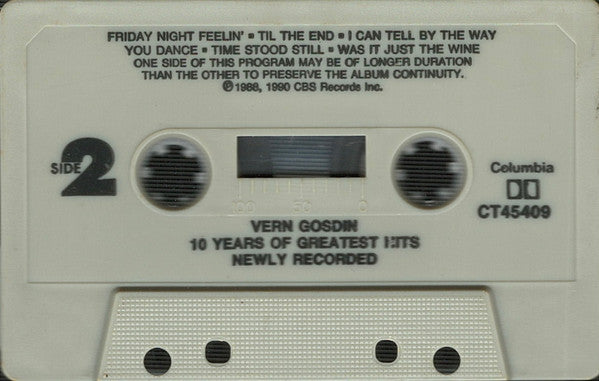 FRIDAY NIGHT FEELIN' • TIL THE END • I CAN TELL BY THE WAY
YOU DANCE • TIME STOOD STILL • WAS IT JUST THE WINE
ONE SIDE OF THIS PROGRAM MAY BE OF LONGER DURATION
THAN THE OTHER TO PRESERVE THE ALBUM CONTINUITY.
℗1988, 1990 CBS Records Inc.
SIDE 2
100 50 0
Columbia
CT45409
VERN GOSDIN
10 YEARS OF GREATEST HITS
NEWLY RECORDED